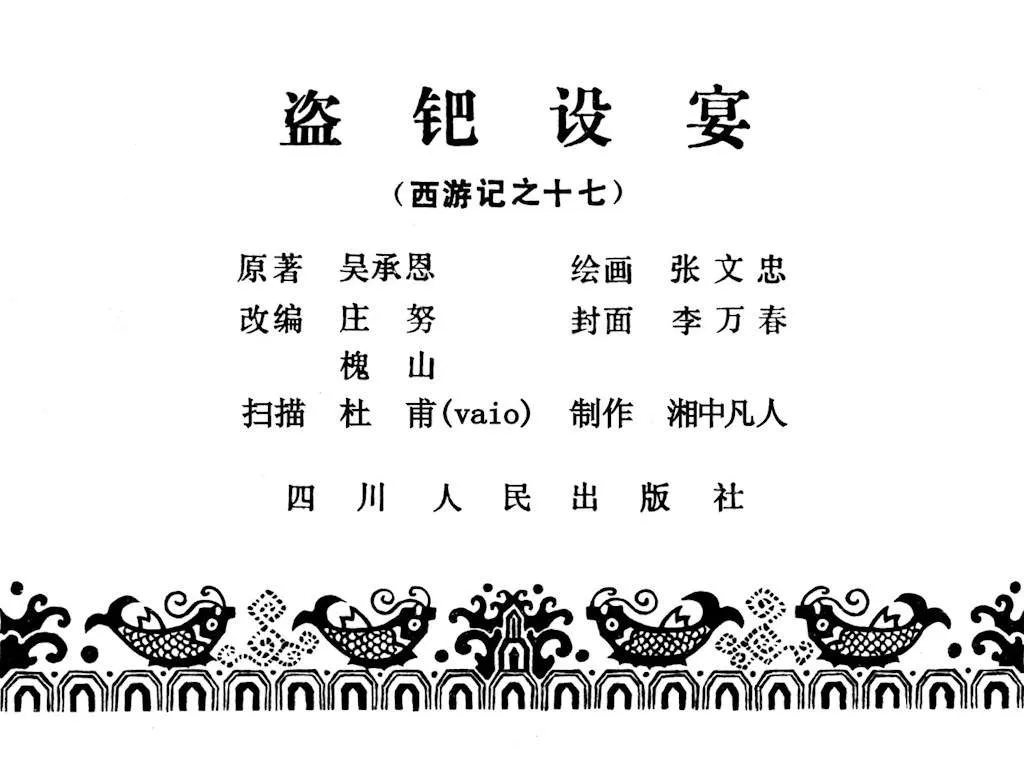 盗钯设宴
（西游记之十七）
原著 吴承恩 绘画 张文忠
改编 庄努 封面 李万春
槐山
扫描 杜甫(vaio) 制作 湘中凡人
四川人民出版社